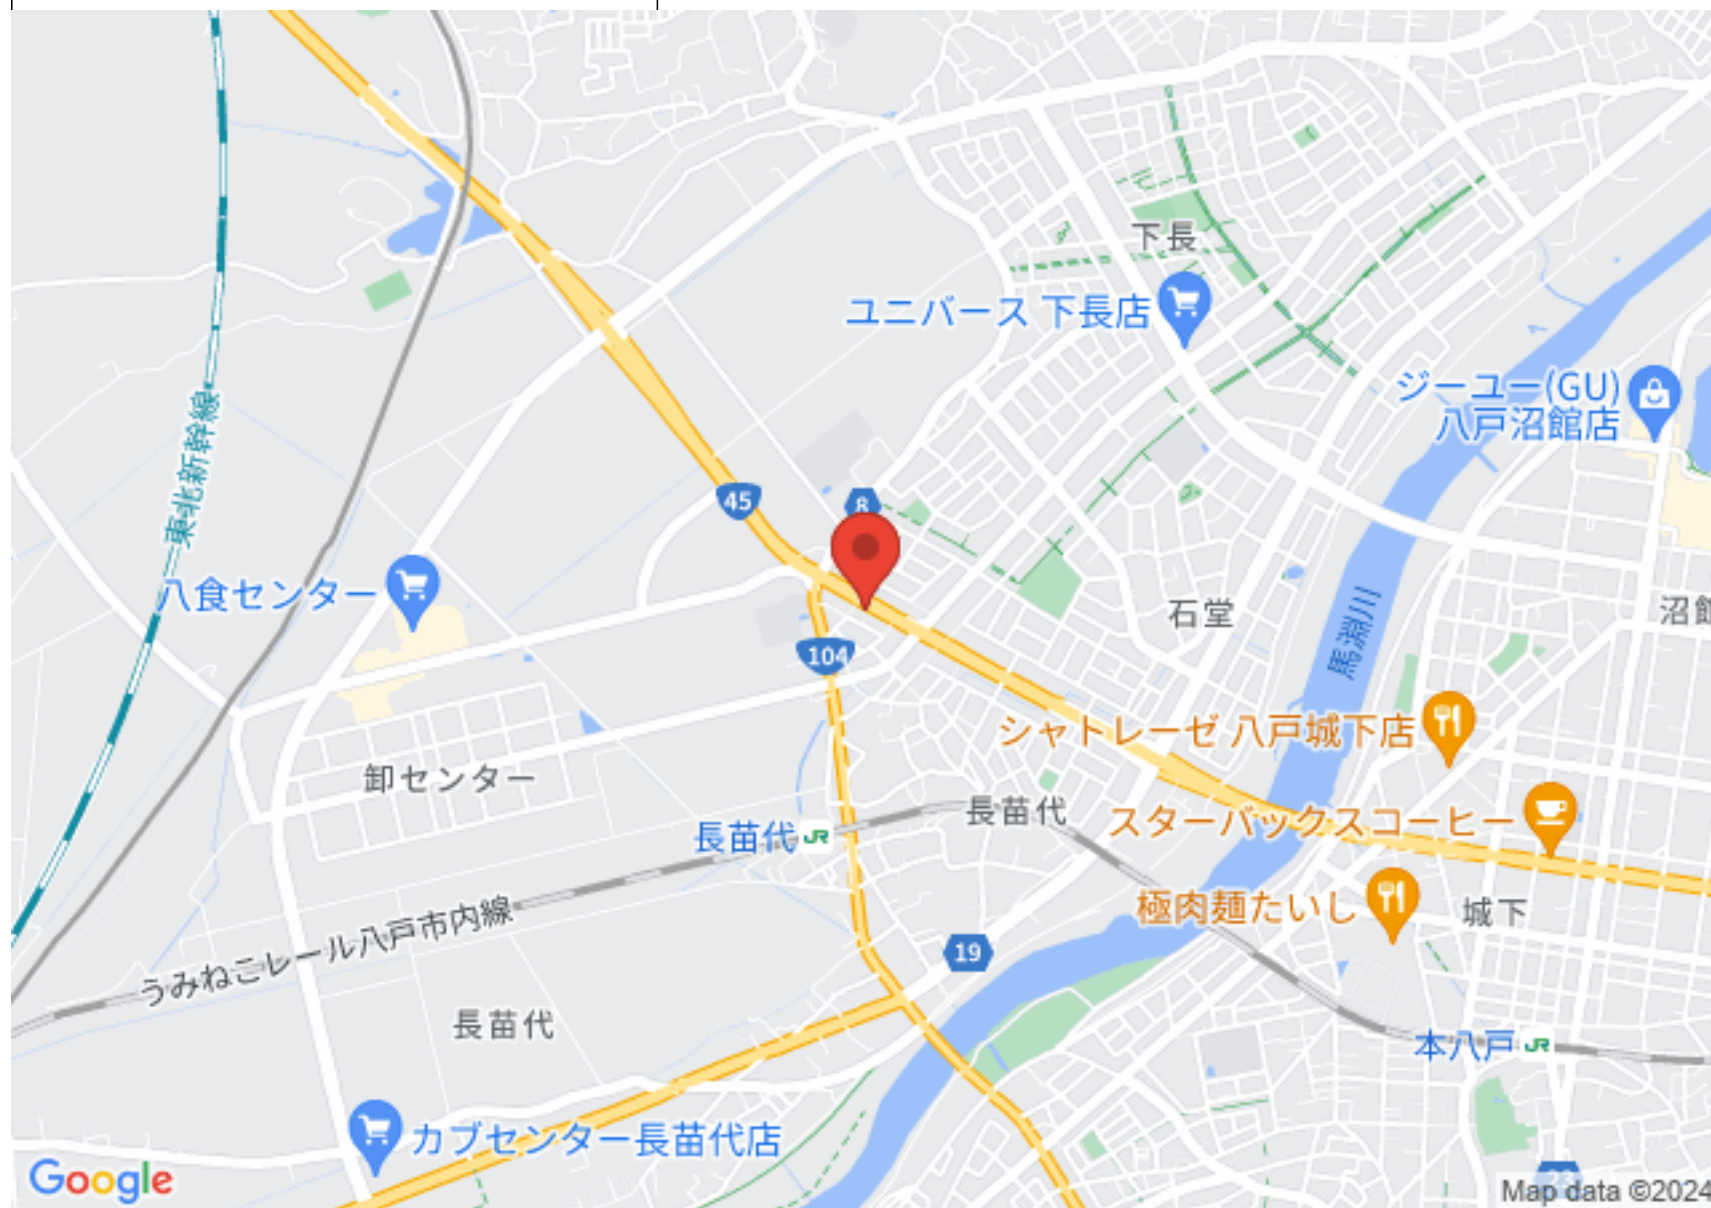 下長
ユニバース 下長店
ジーユー(GU)
八戸沼館店
東北新幹線
45
8
八食センター
石堂
馬淵川
沼館
104
シャトレーゼ 八戸城下店
卸センター
長苗代
JR
長苗代
スターバックスコーヒー
極肉麺たいし
城下
うみねこレール八戸市内線
19
長苗代
本八戸
JR
カブセンター長苗代店
Google
Map data ©2024